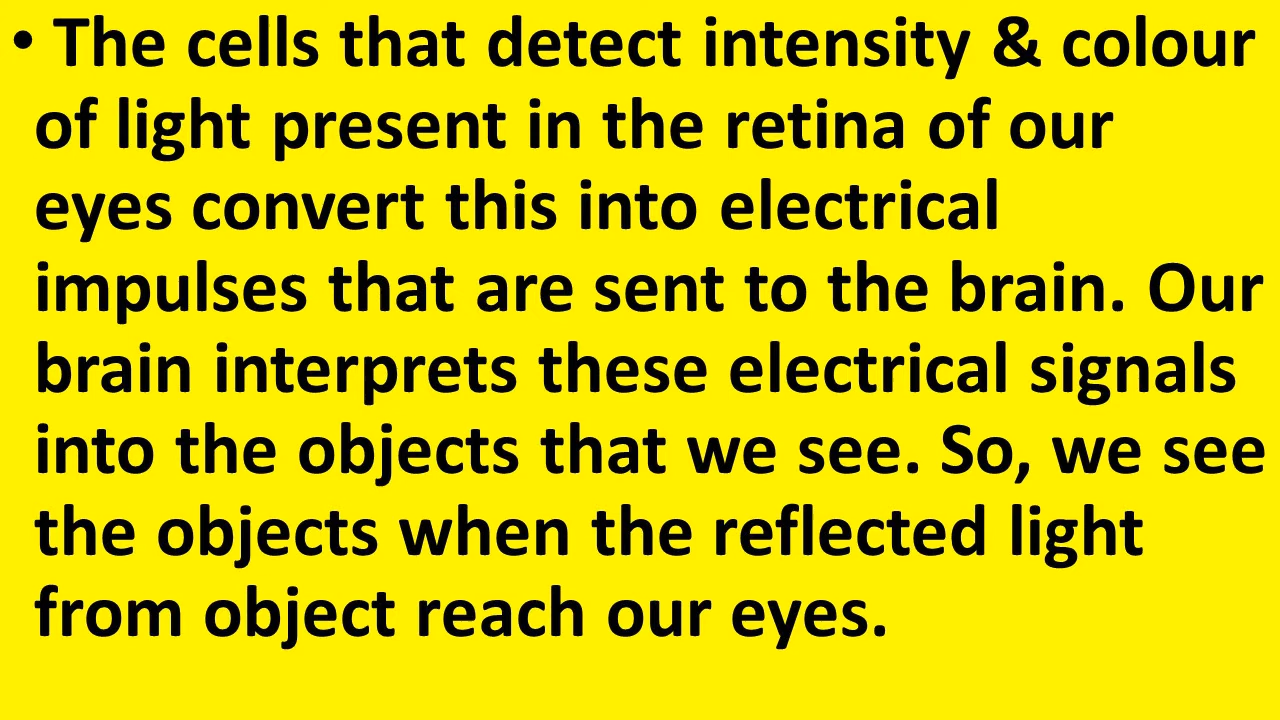 • The cells that detect intensity & colour
of light present in the retina of our
eyes convert this into electrical
impulses that are sent to the brain. Our
brain interprets these electrical signals
into the objects that we see. So, we see
the objects when the reflected light
from object reach our eyes.